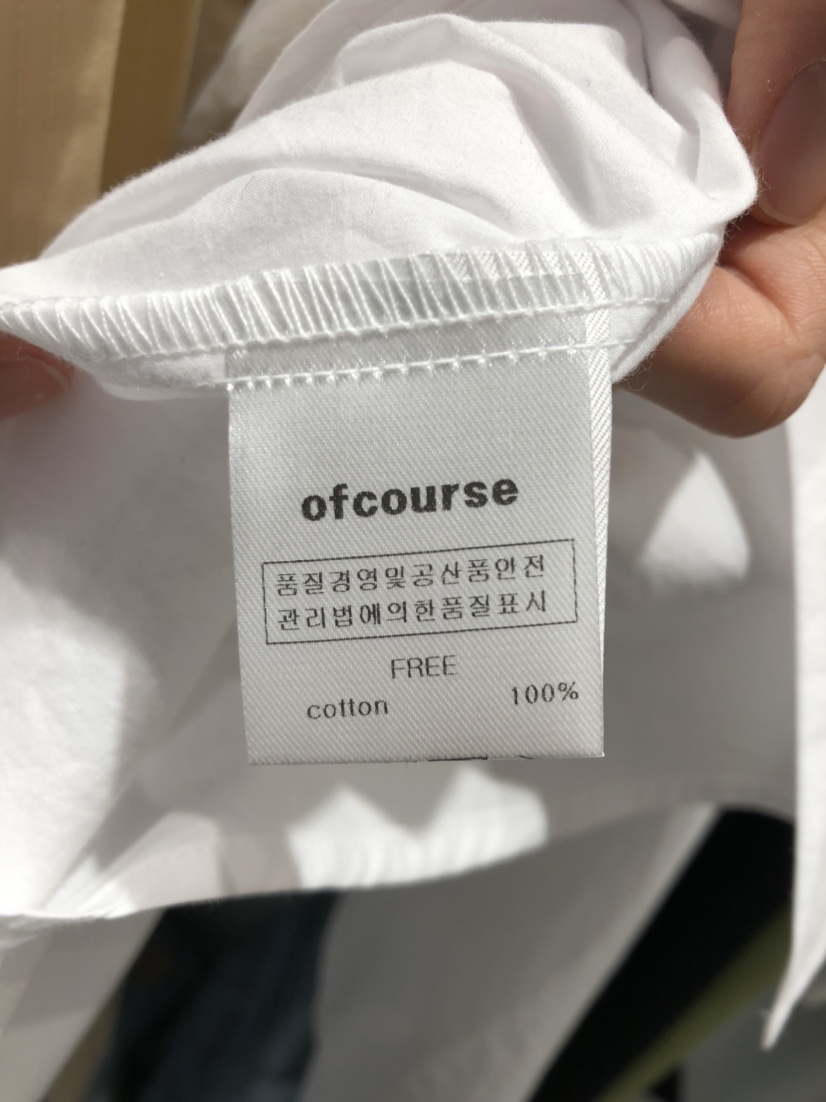 ofcourse
품질경영및공산품안전
관리법에의한품질표시
FREE
cotton 100%